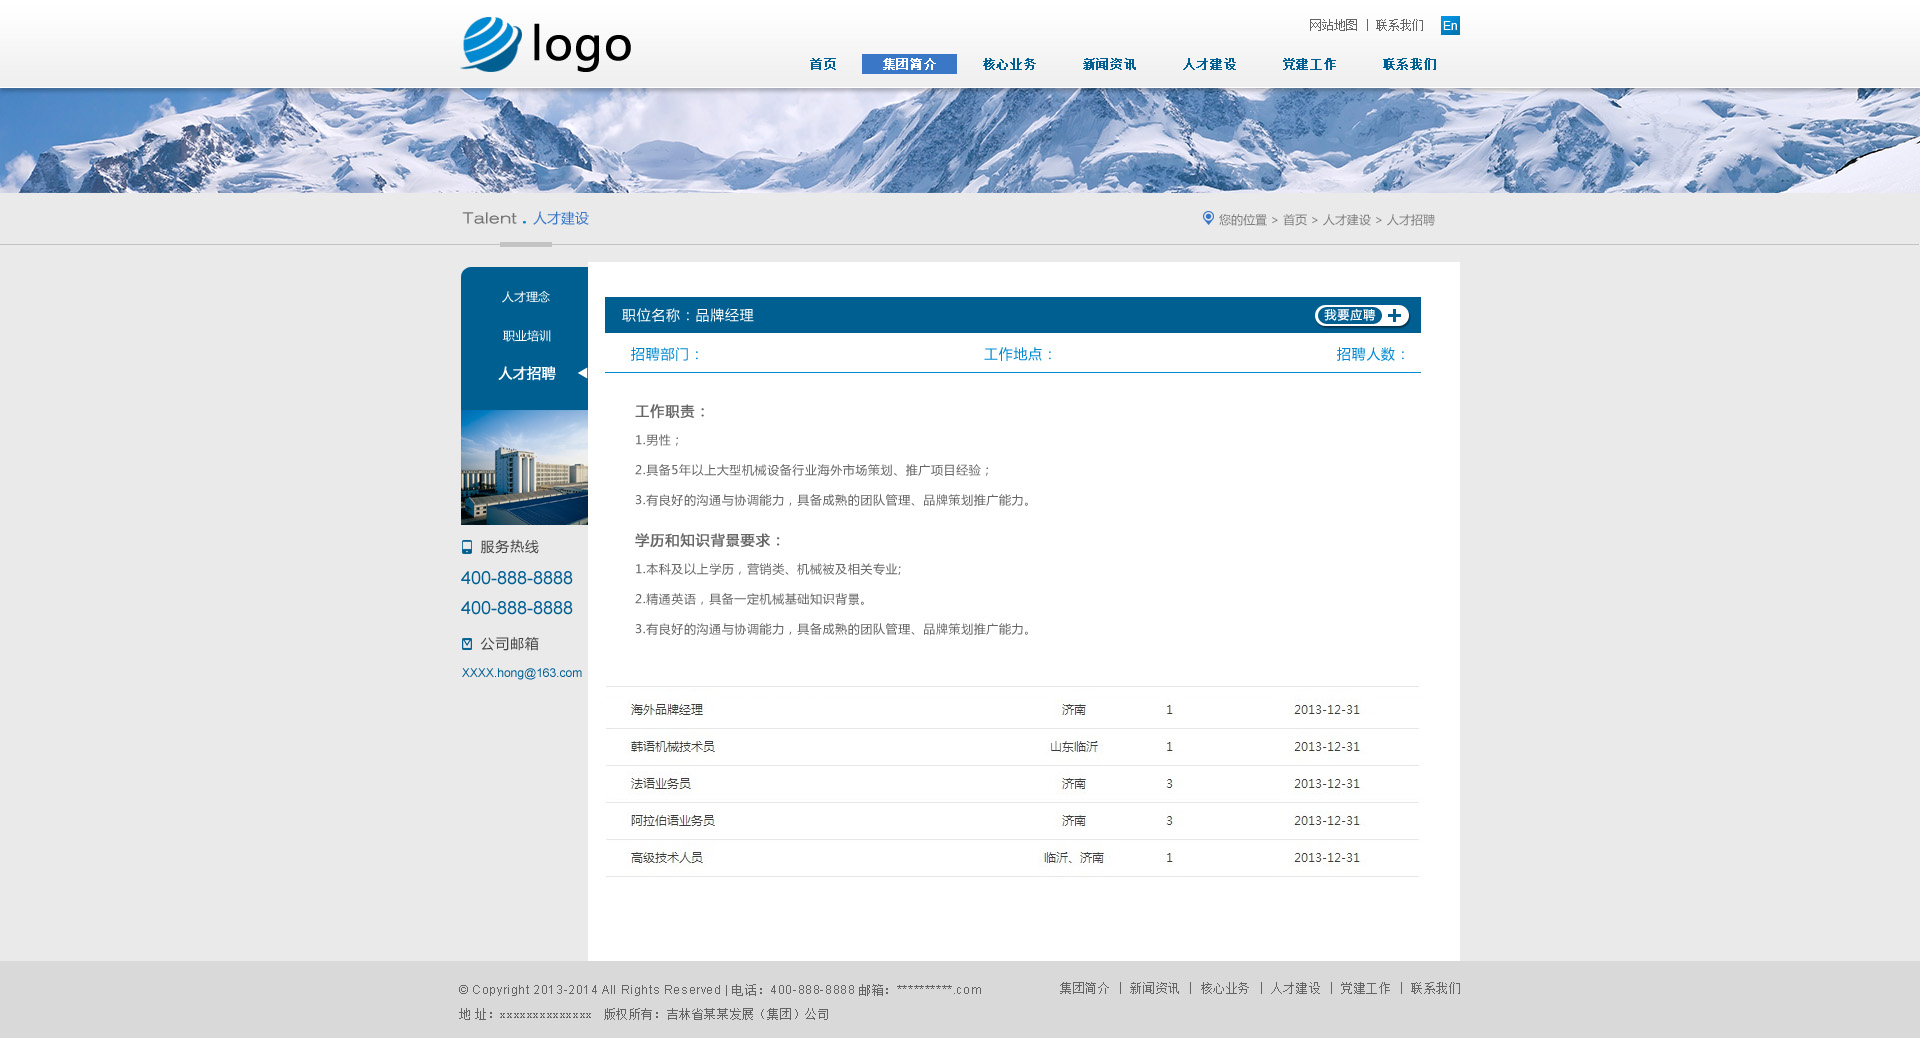 logo
网站地图 | 联系我们 En
首页 集团简介 核心业务 新闻资讯 人才建设 党建工作 联系我们
Talent . 人才建设
您的位置 > 首页 > 人才建设 > 人才招聘
人才理念
职业培训
人才招聘
服务热线
400-888-8888
400-888-8888
公司邮箱
XXXX.hong@163.com
职位名称：品牌经理 我要应聘
招聘部门： 工作地点： 招聘人数：
工作职责：
1.男性；
2.具备5年以上大型机械设备行业海外市场策划、推广项目经验；
3.有良好的沟通与协调能力，具备成熟的团队管理、品牌策划推广能力。
学历和知识背景要求：
1.本科及以上学历，营销类、机械被及相关专业;
2.精通英语，具备一定机械基础知识背景。
3.有良好的沟通与协调能力，具备成熟的团队管理、品牌策划推广能力。
海外品牌经理 济南 1 2013-12-31
韩语机械技术员 山东临沂 1 2013-12-31
法语业务员 济南 3 2013-12-31
阿拉伯语业务员 济南 3 2013-12-31
高级技术人员 临沂、济南 1 2013-12-31
© Copyright 2013-2014 All Rights Reserved | 电话：400-888-8888 邮箱：**********.com
地 址：xxxxxxxxxxxxxx 版权所有：吉林省某某发展（集团）公司
集团简介 | 新闻资讯 | 核心业务 | 人才建设 | 党建工作 | 联系我们